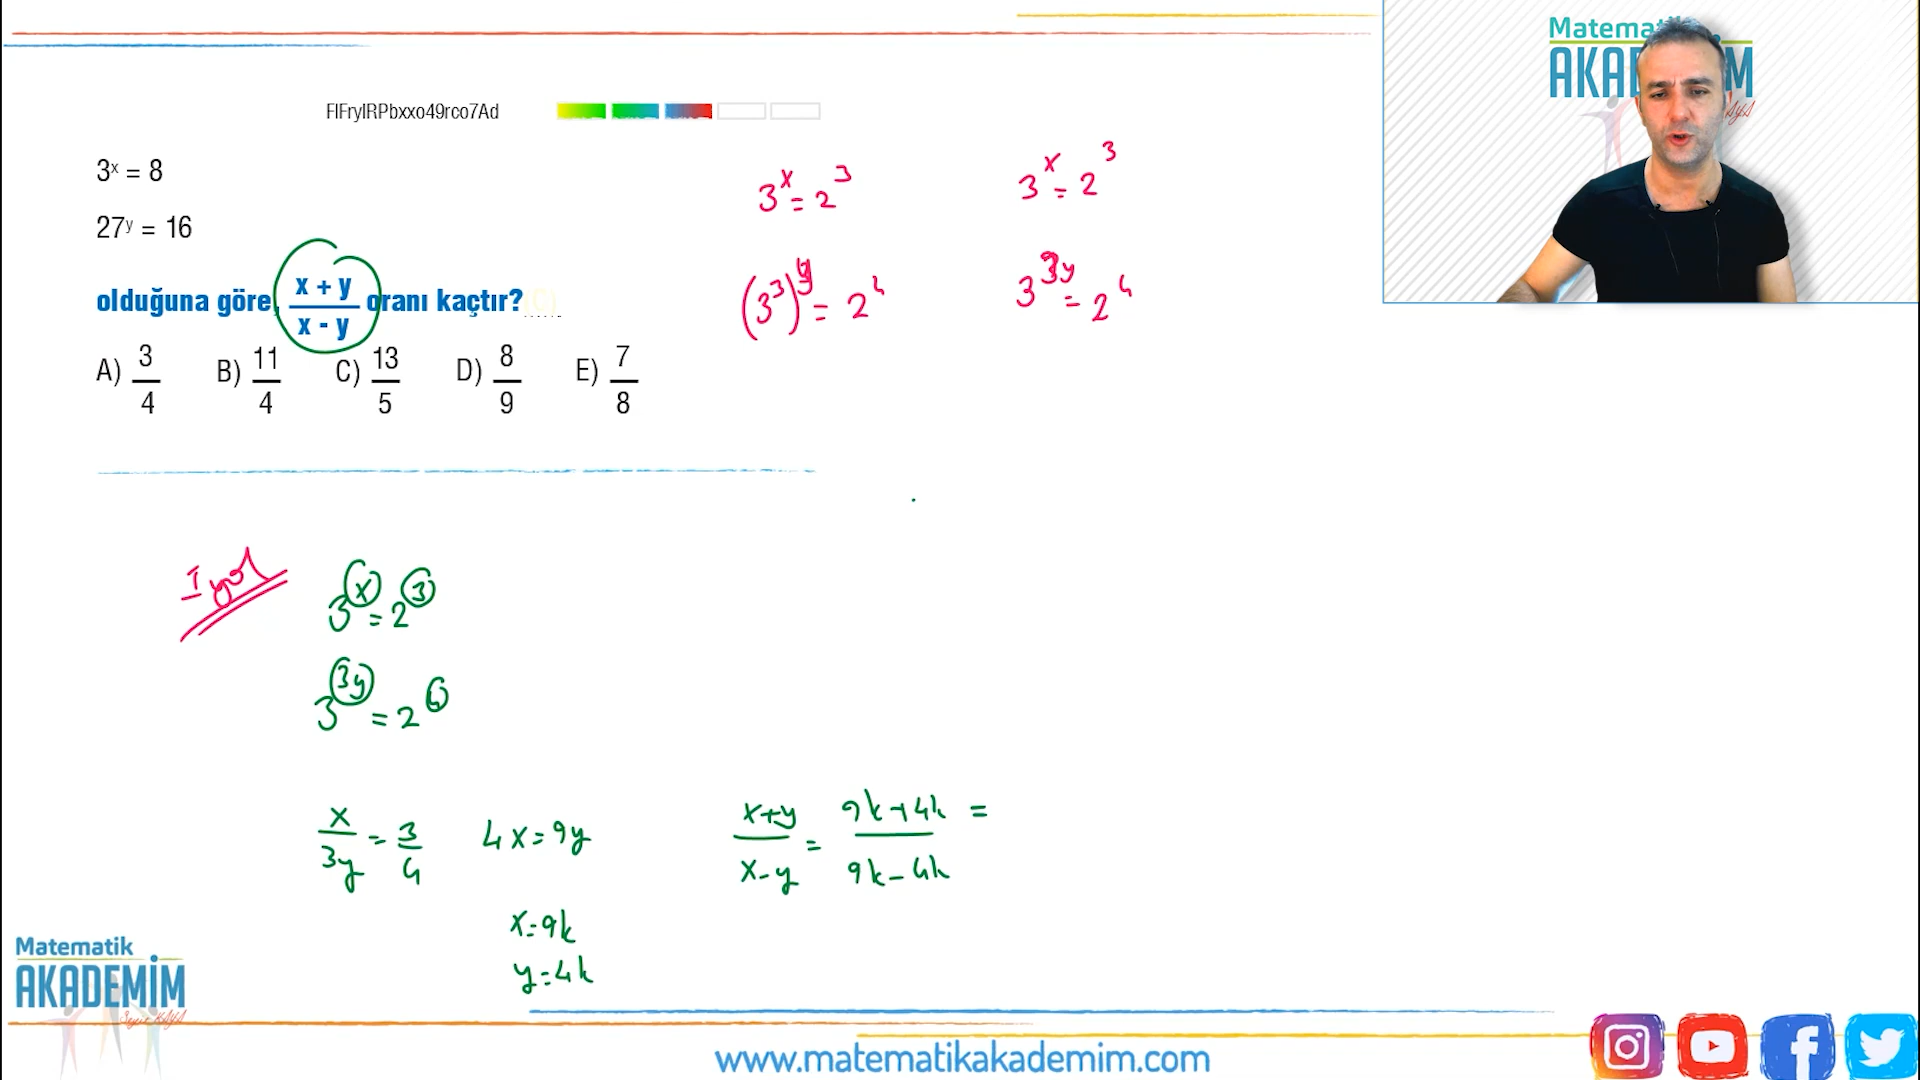 Matematik
AKADEMİM
FIFryIRPbxxo49rco7Ad
3ˣ = 8
27ʸ = 16
olduğuna göre, (x + y)/(x - y) oranı kaçtır? (C)
A) 3/4 B) 11/4 C) 13/5 D) 8/9 E) 7/8
3ˣ = 2³
(3³)ʸ = 2⁴
3ˣ = 2³
3³ʸ = 2⁴
I yol
3ˣ = 2³
3³ʸ = 2⁴
x/3y = 3/4
4x = 9y
x = 9k
y = 4k
(x+y)/(x-y) = (9k+4k)/(9k-4k) =
Matematik
AKADEMİM
www.matematikakademim.com